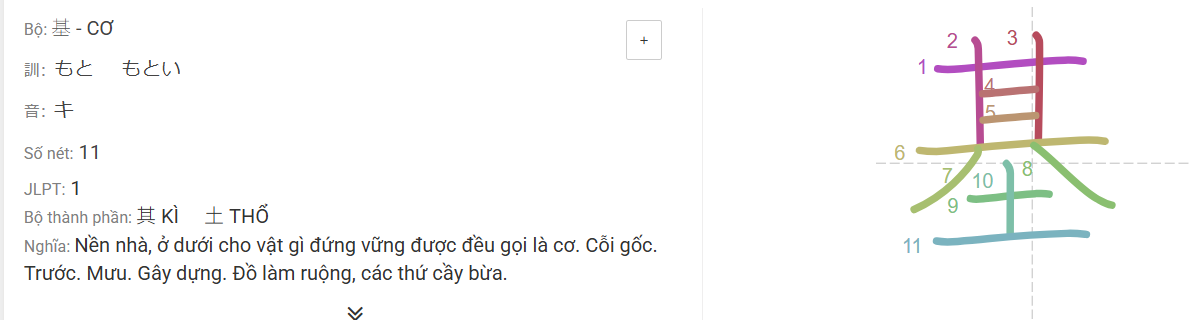 Bộ: 基 - CƠ
+
訓: もと もとい
音: キ
Số nét: 11
JLPT: 1
Bộ thành phần: 其 KÌ 土 THỔ
Nghĩa: Nền nhà, ở dưới cho vật gì đứng vững được đều gọi là cơ. Cỗi gốc.
Trước. Mưu. Gây dựng. Đồ làm ruộng, các thứ cầy bừa.
基
1
2
3
4
5
6
7
8
9
10
11